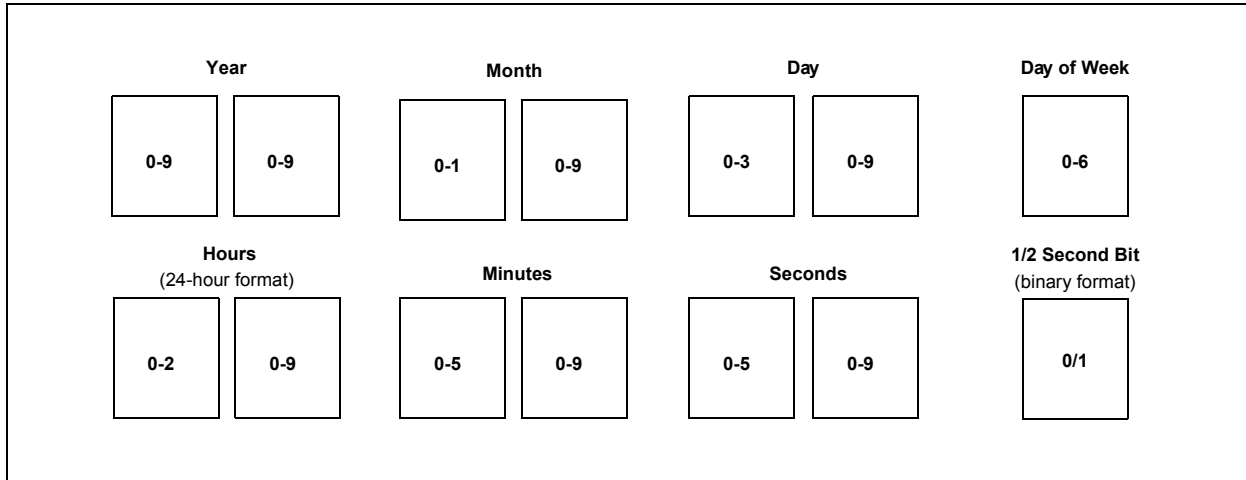 Year Month Day Day of Week
0-9 0-9 0-1 0-9 0-3 0-9 0-6
Hours Minutes Seconds 1/2 Second Bit
(24-hour format) (binary format)
0-2 0-9 0-5 0-9 0-5 0-9 0/1